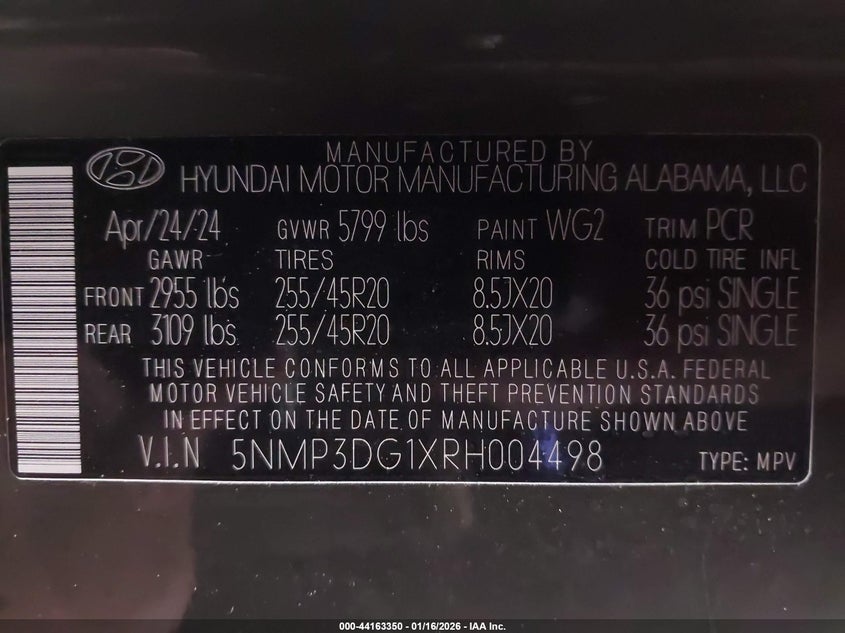 MANUFACTURED BY
HYUNDAI MOTOR MANUFACTURING ALABAMA, LLC
Apr/24/24 GVWR 5799 lbs PAINT WG2 TRIM PCR
GAWR TIRES RIMS COLD TIRE INFL
FRONT 2955 lbs 255/45R20 8.5JX20 36 psi SINGLE
REAR 3109 lbs 255/45R20 8.5JX20 36 psi SINGLE
THIS VEHICLE CONFORMS TO ALL APPLICABLE U.S.A. FEDERAL
MOTOR VEHICLE SAFETY AND THEFT PREVENTION STANDARDS
IN EFFECT ON THE DATE OF MANUFACTURE SHOWN ABOVE
V.I.N 5NMP3DG1XRH004498 TYPE: MPV
000-44163350 - 01/16/2026 - IAA Inc.